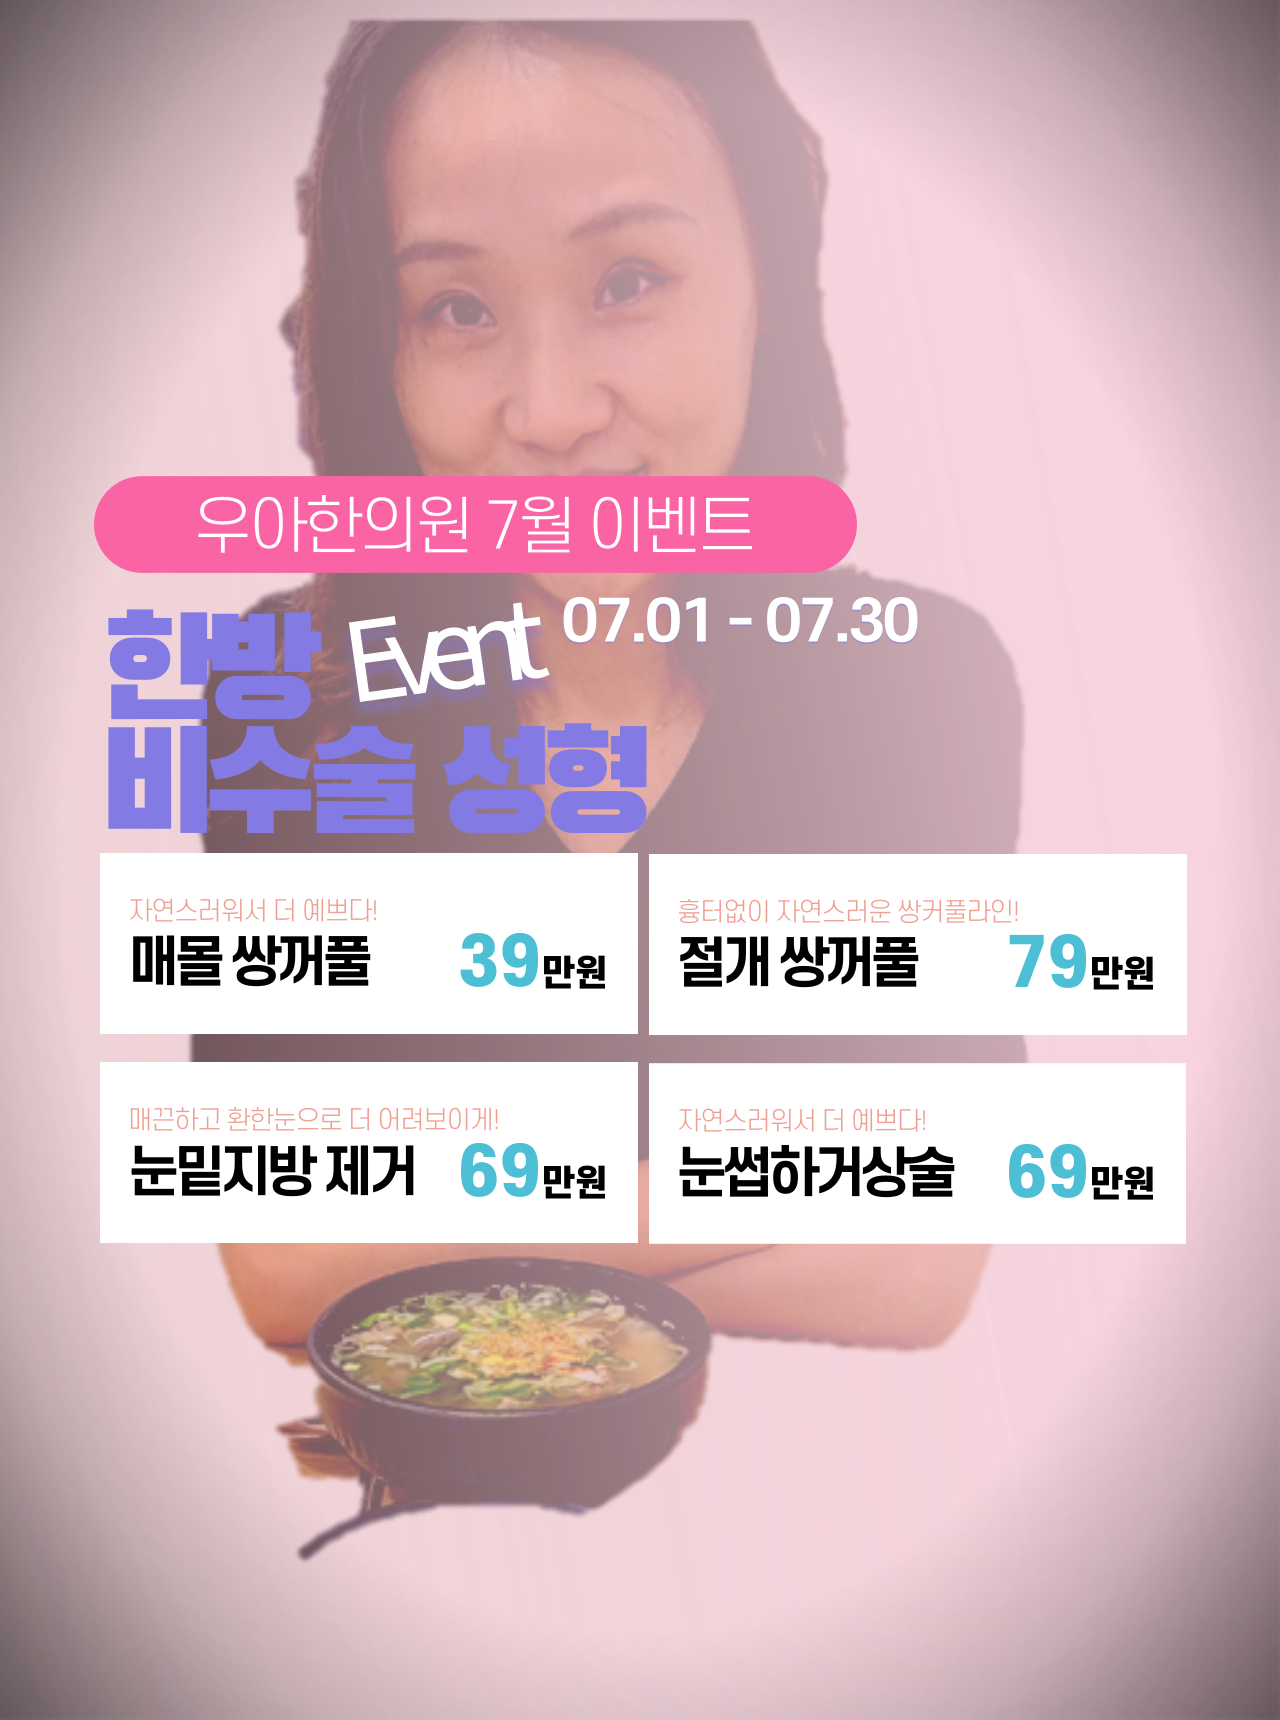 우아한의원 7월 이벤트
한방 Event 07.01 - 07.30
비수술 성형
자연스러워서 더 예쁘다!
매몰 쌍꺼풀 39만원
흉터없이 자연스러운 쌍커풀라인!
절개 쌍꺼풀 79만원
매끈하고 환한눈으로 더 어려보이게!
눈밑지방 제거 69만원
자연스러워서 더 예쁘다!
눈썹하거상술 69만원